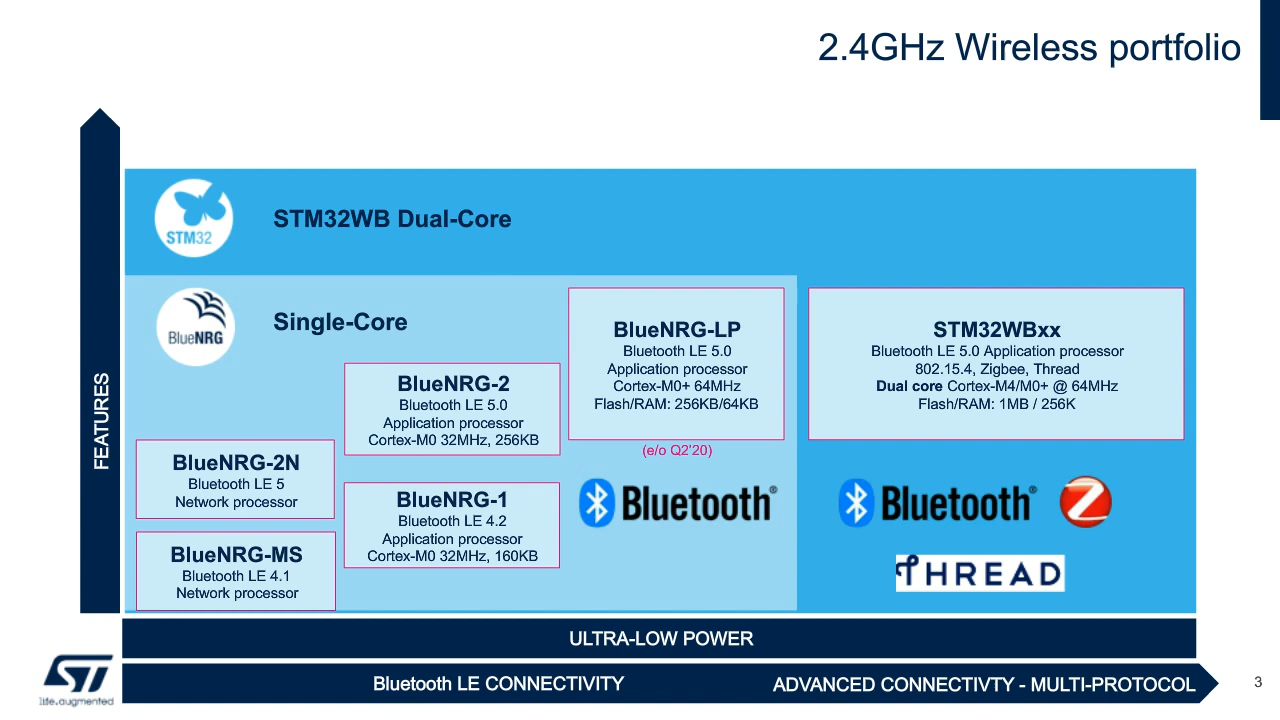 2.4GHz Wireless portfolio
FEATURES
STM32
STM32WB Dual-Core
BlueNRG
Single-Core
BlueNRG-LP
Bluetooth LE 5.0
Application processor
Cortex-M0+ 64MHz
Flash/RAM: 256KB/64KB
(e/o Q2'20)
Bluetooth®
STM32WBxx
Bluetooth LE 5.0 Application processor
802.15.4, Zigbee, Thread
Dual core Cortex-M4/M0+ @ 64MHz
Flash/RAM: 1MB / 256K
Bluetooth®
THREAD
BlueNRG-2
Bluetooth LE 5.0
Application processor
Cortex-M0 32MHz, 256KB
BlueNRG-2N
Bluetooth LE 5
Network processor
BlueNRG-1
Bluetooth LE 4.2
Application processor
Cortex-M0 32MHz, 160KB
BlueNRG-MS
Bluetooth LE 4.1
Network processor
ULTRA-LOW POWER
Bluetooth LE CONNECTIVITY
ADVANCED CONNECTIVTY - MULTI-PROTOCOL
ST
life.augmented
3